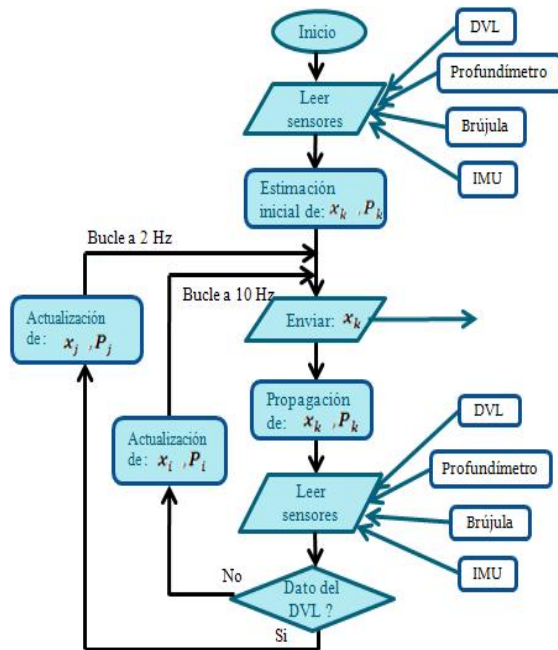 Inicio
DVL
Profundímetro
Leer
sensores
Brújula
IMU
Estimación
inicial de: x_k , P_k
Bucle a 2 Hz
Bucle a 10 Hz
Actualización
de: x_j , P_j
Enviar: x_k
Propagación
de: x_k , P_k
Actualización
de: x_i , P_i
DVL
Profundímetro
Leer
sensores
Brújula
IMU
No
Dato del
DVL ?
Si